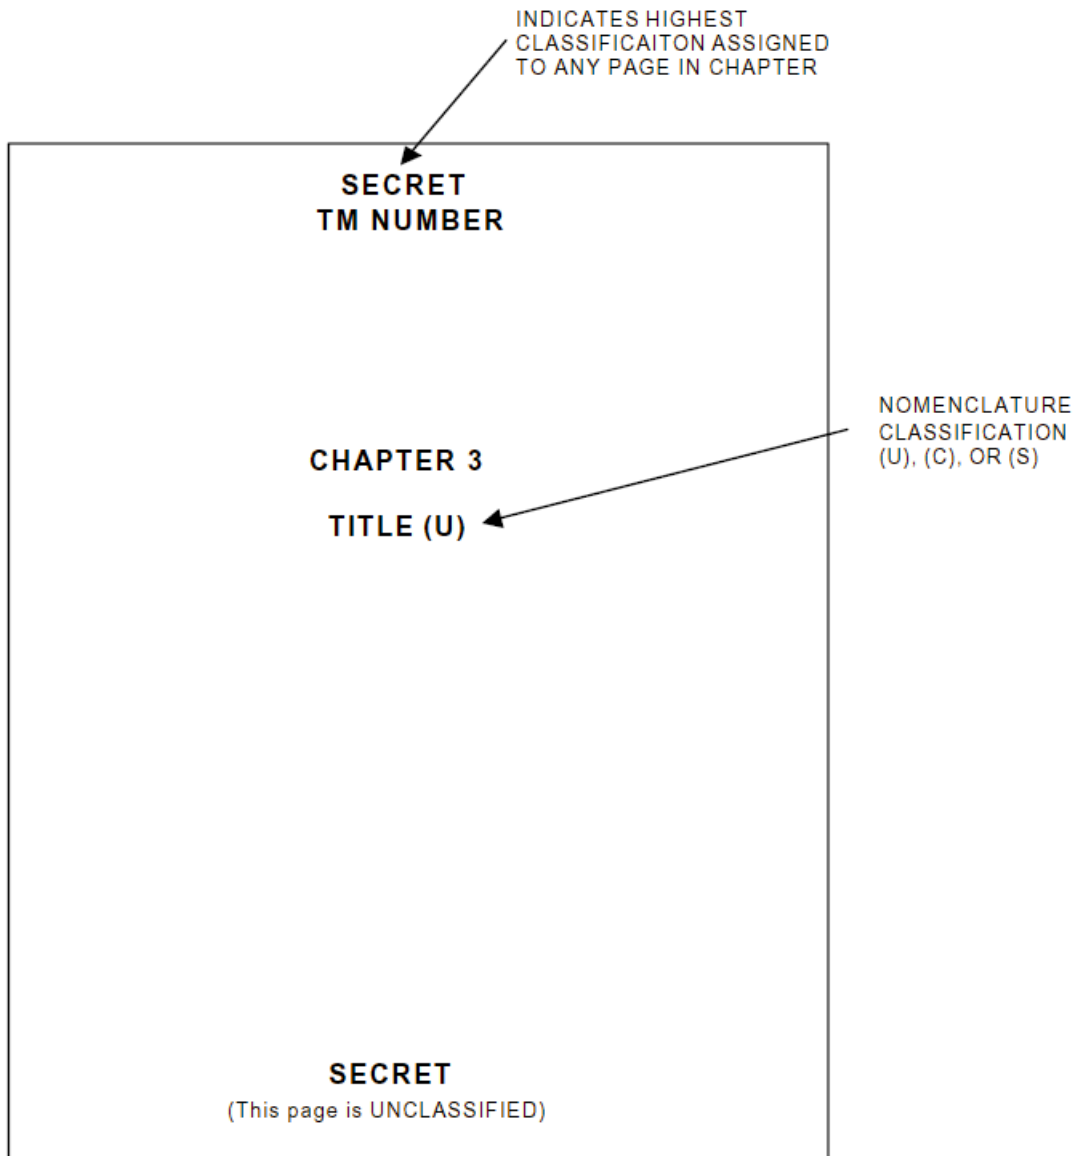 INDICATES HIGHEST
CLASSIFICAITON ASSIGNED
TO ANY PAGE IN CHAPTER
SECRET
TM NUMBER
NOMENCLATURE
CLASSIFICATION
(U), (C), OR (S)
CHAPTER 3
TITLE (U)
SECRET
(This page is UNCLASSIFIED)